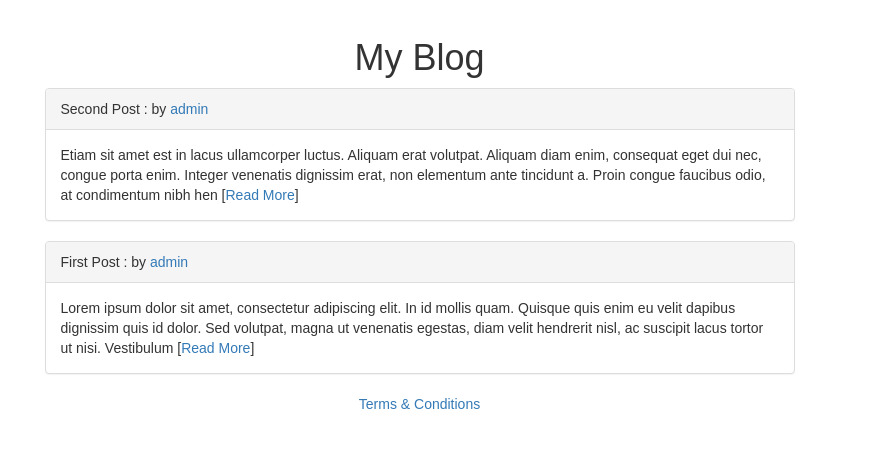 My Blog
Second Post : by admin
Etiam sit amet est in lacus ullamcorper luctus. Aliquam erat volutpat. Aliquam diam enim, consequat eget dui nec,
congue porta enim. Integer venenatis dignissim erat, non elementum ante tincidunt a. Proin congue faucibus odio,
at condimentum nibh hen [Read More]
First Post : by admin
Lorem ipsum dolor sit amet, consectetur adipiscing elit. In id mollis quam. Quisque quis enim eu velit dapibus
dignissim quis id dolor. Sed volutpat, magna ut venenatis egestas, diam velit hendrerit nisl, ac suscipit lacus tortor
ut nisi. Vestibulum [Read More]
Terms & Conditions